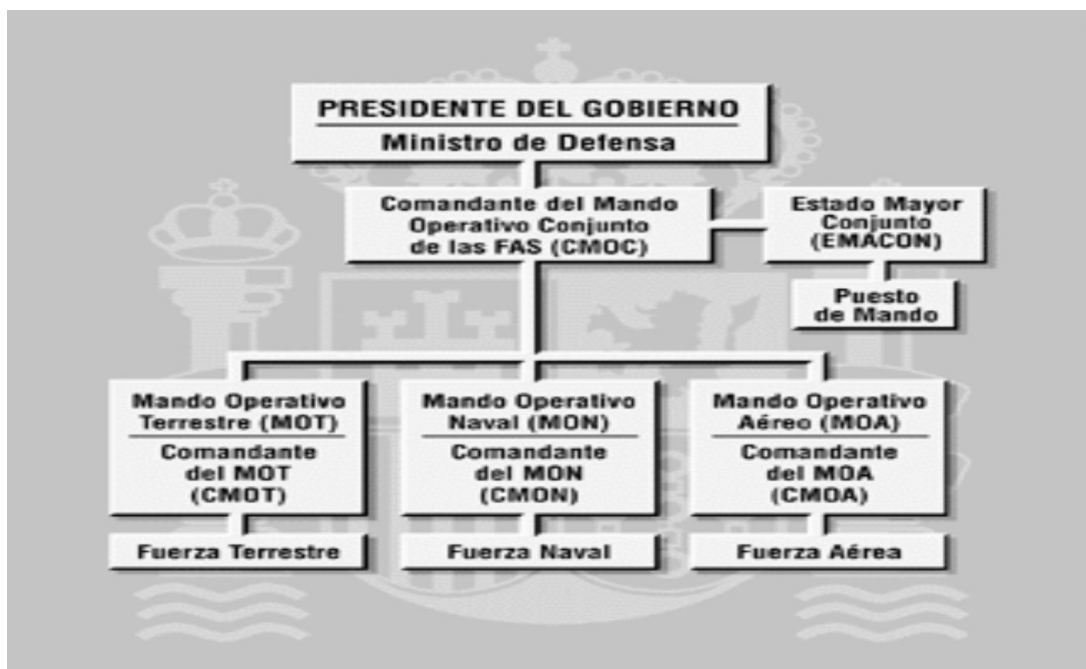 PRESIDENTE DEL GOBIERNO
Ministro de Defensa
Comandante del Mando
Operativo Conjunto
de las FAS (CMOC)
Estado Mayor
Conjunto
(EMACON)
Puesto
de Mando
Mando Operativo
Terrestre (MOT)
Comandante
del MOT
(CMOT)
Mando Operativo
Naval (MON)
Comandante
del MON
(CMON)
Mando Operativo
Aéreo (MOA)
Comandante
del MOA
(CMOA)
Fuerza Terrestre
Fuerza Naval
Fuerza Aérea